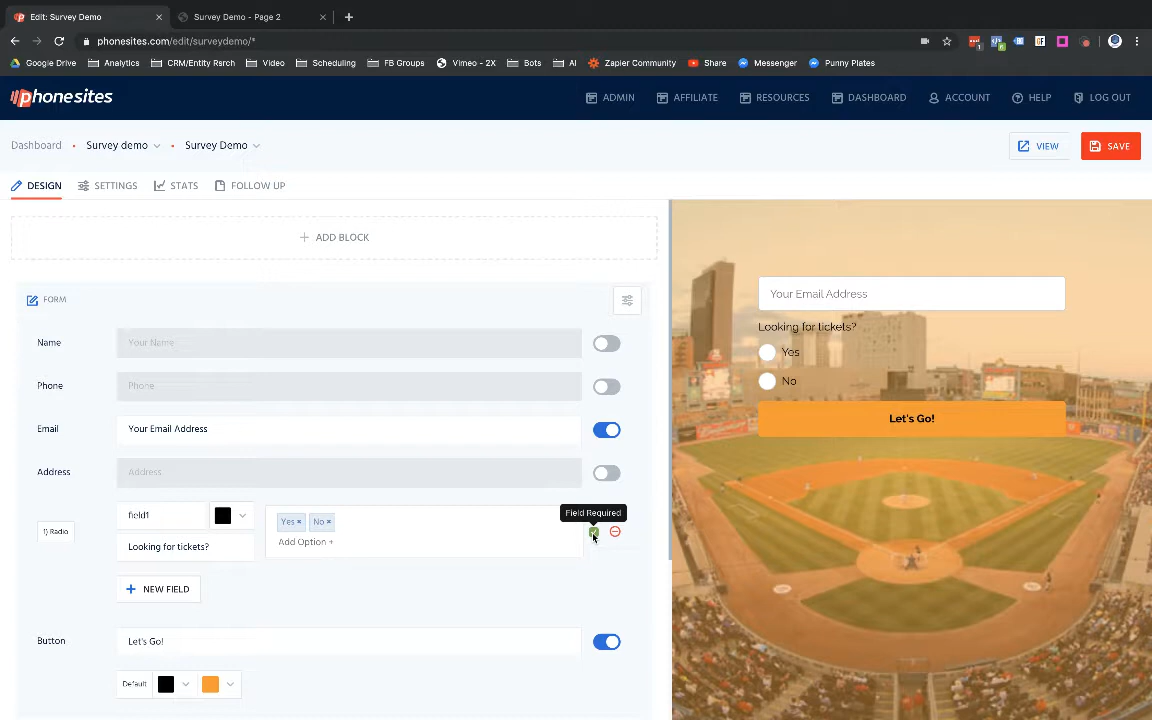 Edit: Survey Demo
Survey Demo - Page 2
phonesites.com/edit/surveydemo/*
Google Drive
Analytics
CRM/Entity Rsrch
Video
Scheduling
FB Groups
Vimeo - 2X
Bots
AI
Zapier Community
Share
Messenger
Punny Plates
phonesites
ADMIN
AFFILIATE
RESOURCES
DASHBOARD
ACCOUNT
HELP
LOG OUT
Dashboard
Survey demo
Survey Demo
VIEW
SAVE
DESIGN
SETTINGS
STATS
FOLLOW UP
+ ADD BLOCK
FORM
Name
Your Name
Phone
Phone
Email
Your Email Address
Address
Address
1) Radio
field1
Looking for tickets?
Yes ×
No ×
Add Option +
Field Required
+ NEW FIELD
Button
Let's Go!
Default
Your Email Address
Looking for tickets?
Yes
No
Let's Go!